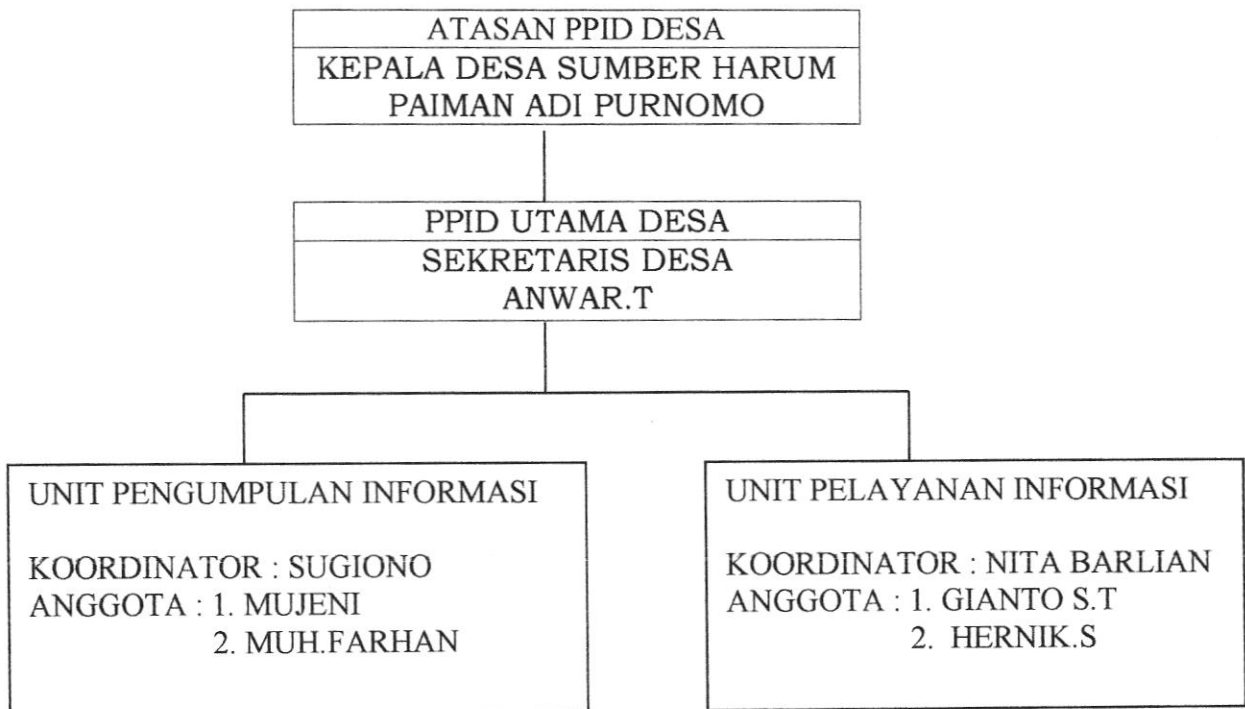 ATASAN PPID DESA
KEPALA DESA SUMBER HARUM
PAIMAN ADI PURNOMO
PPID UTAMA DESA
SEKRETARIS DESA
ANWAR.T
UNIT PENGUMPULAN INFORMASI
KOORDINATOR : SUGIONO
ANGGOTA : 1. MUJENI
2. MUH.FARHAN
UNIT PELAYANAN INFORMASI
KOORDINATOR : NITA BARLIAN
ANGGOTA : 1. GIANTO S.T
2. HERNIK.S